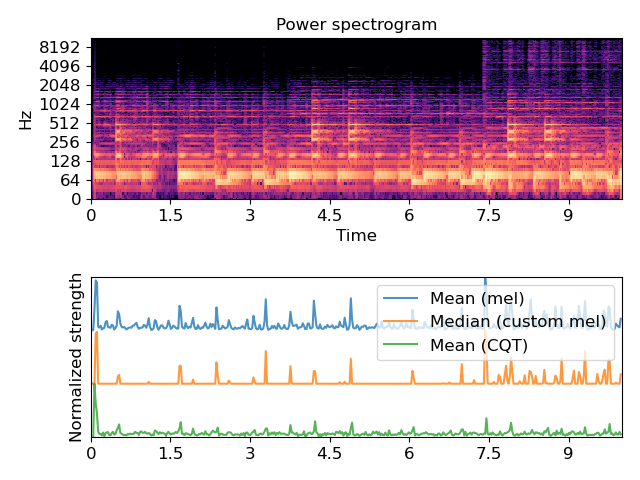 Power spectrogram
Hz
8192
4096
2048
1024
512
256
128
64
0
0 1.5 3 4.5 6 7.5 9
Time
Normalized strength
Mean (mel)
Median (custom mel)
Mean (CQT)
0 1.5 3 4.5 6 7.5 9